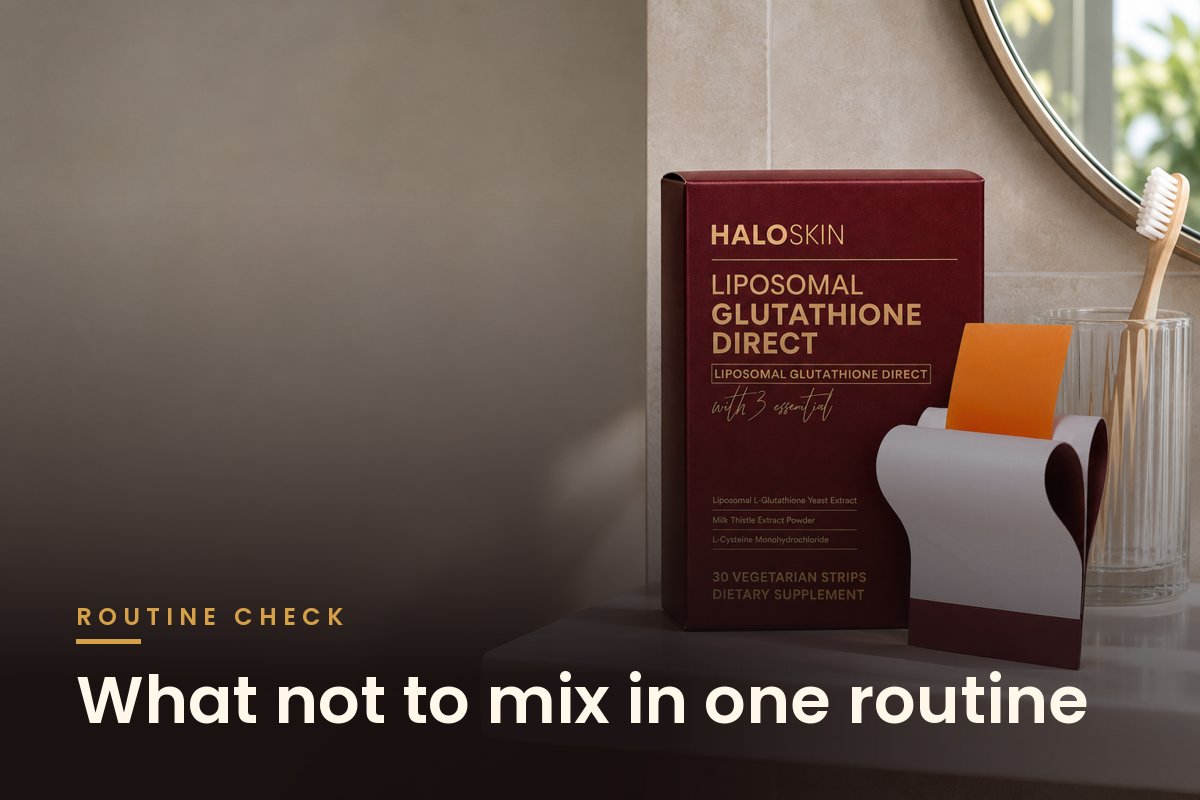 HALOSKIN
LIPOSOMAL
GLUTATHIONE
DIRECT
LIPOSOMAL GLUTATHIONE DIRECT
with 3 essential
Liposomal L-Glutathione Yeast Extract
Milk Thistle Extract Powder
L-Cysteine Monohydrochloride
30 VEGETARIAN STRIPS
DIETARY SUPPLEMENT
ROUTINE CHECK
What not to mix in one routine